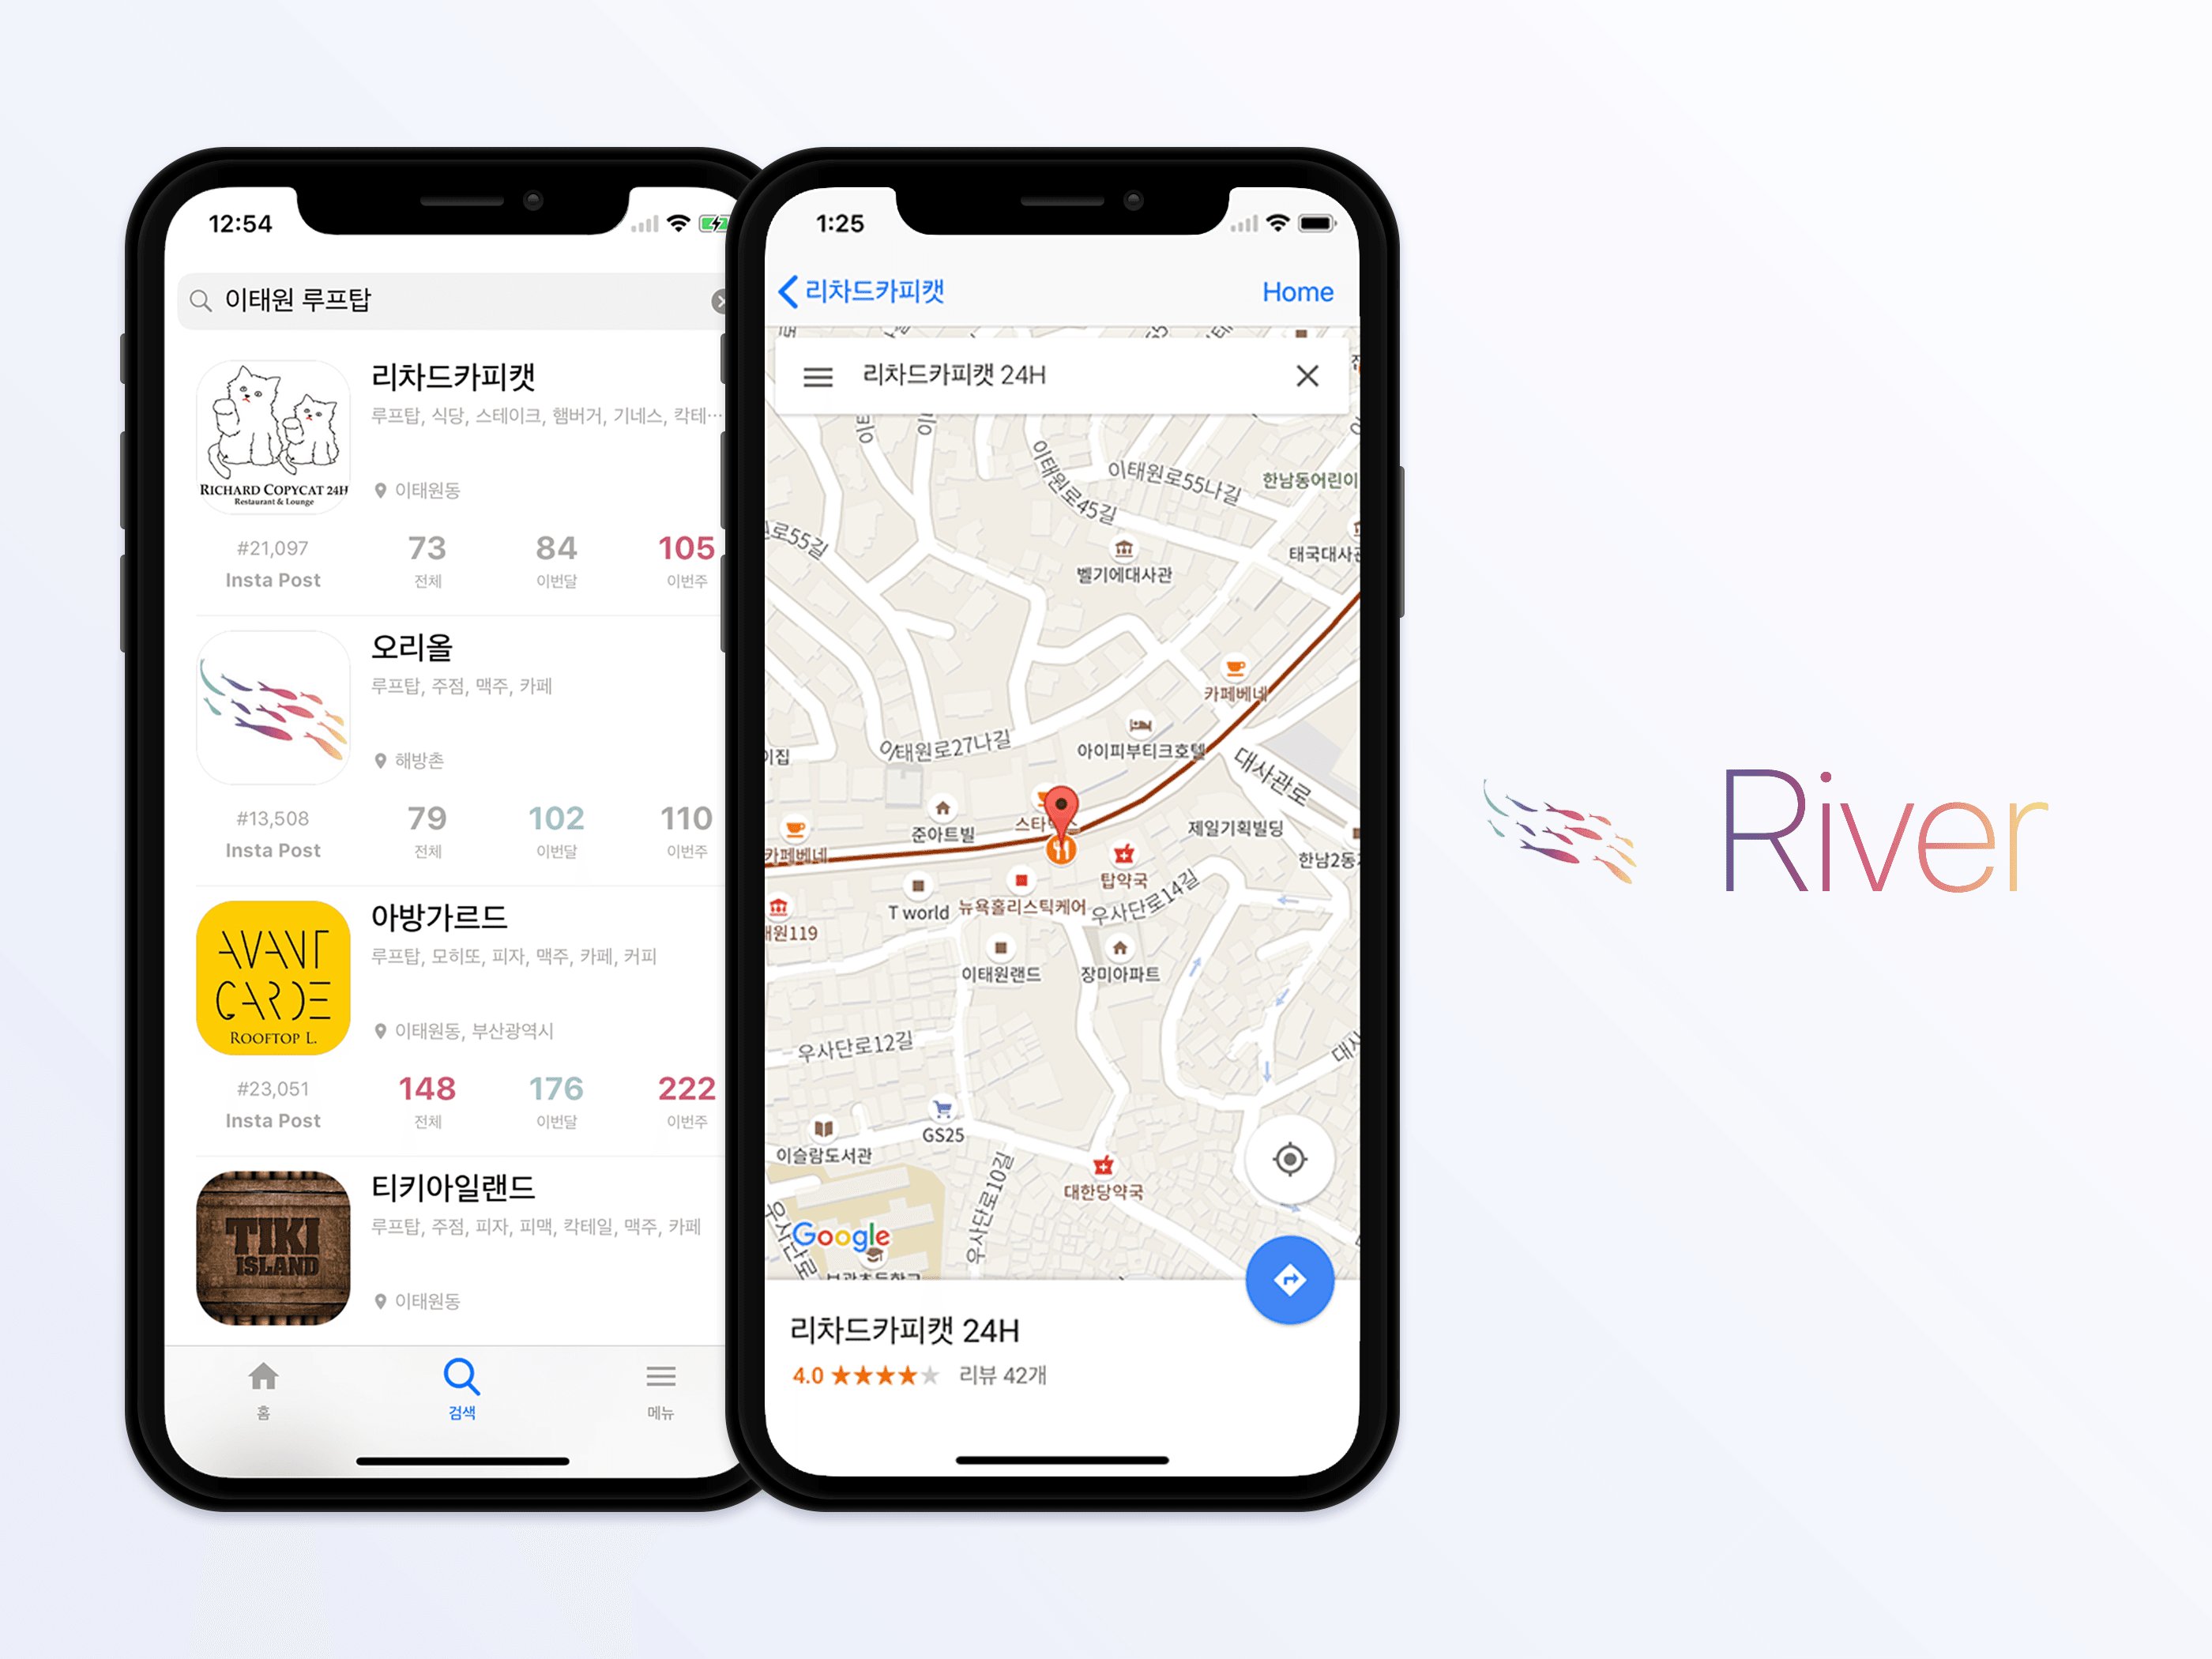 12:54
이태원 루프탑
리차드카피캣
루프탑, 식당, 스테이크, 햄버거, 기네스, 칵테…
RICHARD COPYCAT 24H
Restaurant & Lounge
이태원동
#21,097
Insta Post
73
전체
84
이번달
105
이번주
오리올
루프탑, 주점, 맥주, 카페
해방촌
#13,508
Insta Post
79
전체
102
이번달
110
이번주
아방가르드
루프탑, 모히또, 피자, 맥주, 카페, 커피
AVANT
GARDE
ROOFTOP L.
이태원동, 부산광역시
#23,051
Insta Post
148
전체
176
이번달
222
이번주
티키아일랜드
루프탑, 주점, 피자, 피맥, 칵테일, 맥주, 카페
TIKI
ISLAND
이태원동
홈
검색
메뉴
1:25
리차드카피캣
Home
리차드카피캣 24H
이태원로45길
이태원로55나길
한남동어린이
로55길
벨기에대사관
태국대사관
카페베네
이태원로27나길
아이피부티크호텔
이집
대사관로
준아트빌
제일기획빌딩
카페베네
한남2동
탑약국
T world
뉴욕홀리스틱케어
우사단로14길
태원119
이태원랜드
장미아파트
우사단로12길
대사
GS25
이슬람도서관
우사단로10길
대한당약국
우사단로
Google
리차드카피캣 24H
4.0
리뷰 42개
River